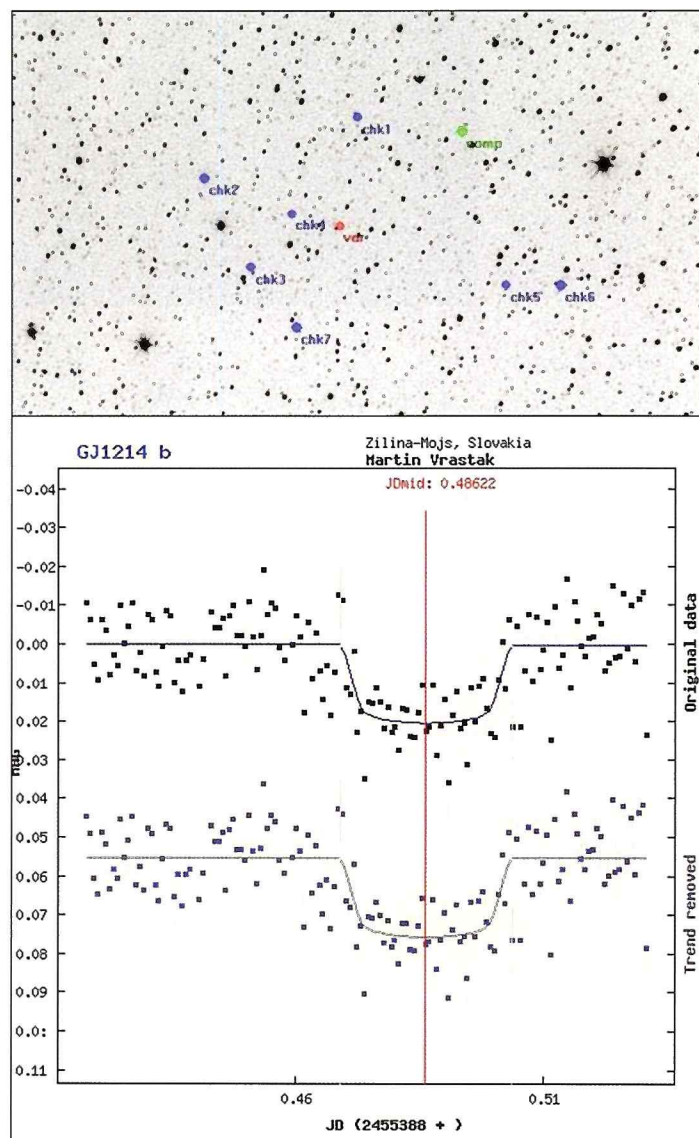 chk1
comp
chk2
chk4
var
chk3
chk5
chk6
chk7
GJ1214 b
Zilina-Mojs, Slovakia
Martin Vrastak
JDmid: 0.48622
-0.04
-0.03
-0.02
-0.01
0.00
0.01
0.02
0.03
0.04
0.05
0.06
0.07
0.08
0.09
0.0:
0.11
mag
Original data
Trend removed
0.46
0.51
JD (2455388 + )